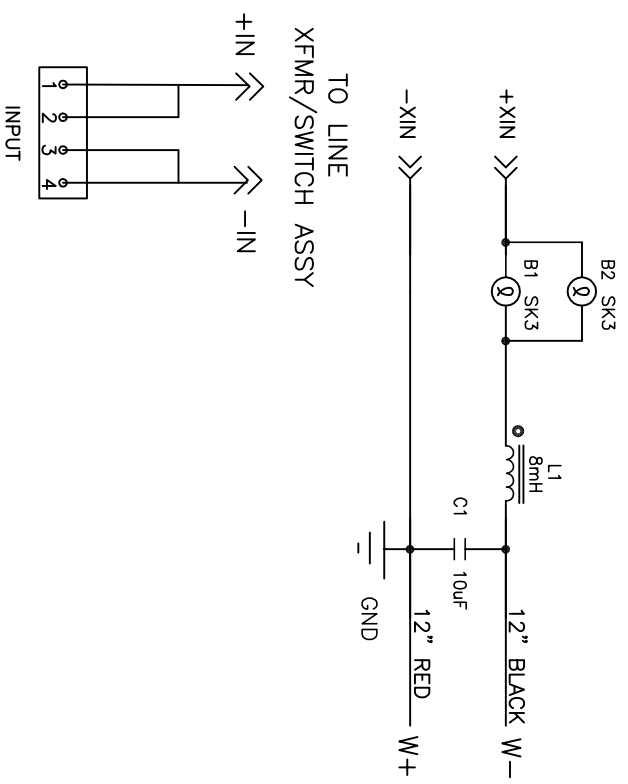 B2 SK3
B1 SK3
+XIN
L1
8mH
12” BLACK W−
C1 10uF
−XIN
12” RED W+
GND
TO LINE
XFMR/SWITCH ASSY
+IN
−IN
1 2 3 4
INPUT